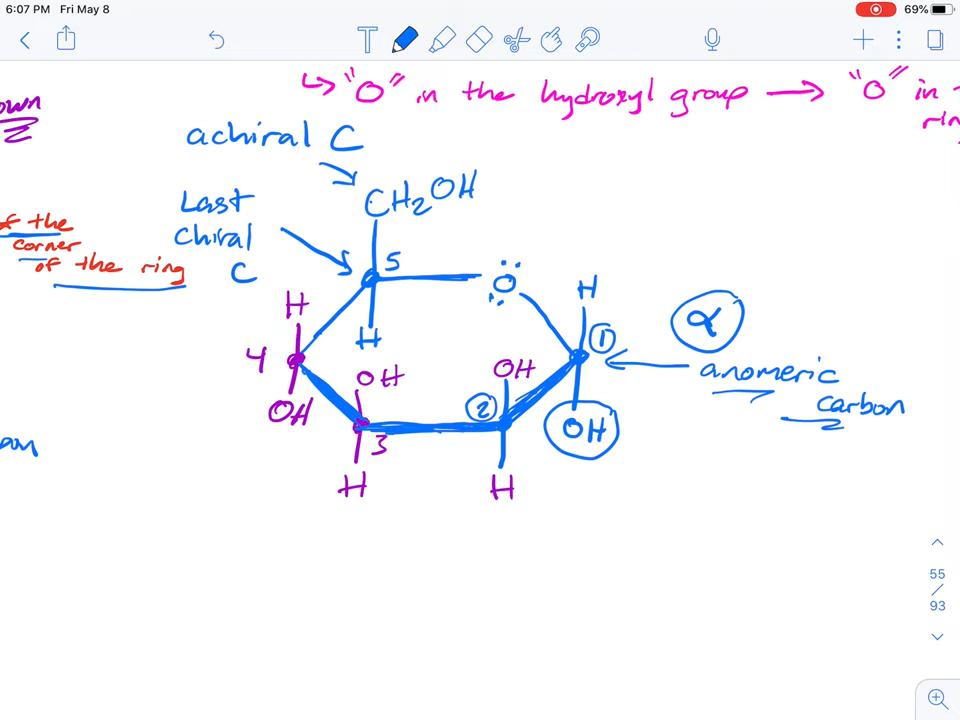 6:07 PM Fri May 8
69%
T
own
↳ "O" in the hydroxyl group → "O" in
achiral C
CH2OH
Last
chiral
C
of the
corner
of the ring
5
O
H
H
H
①
α
4
anomeric
carbon
OH
OH
②
OH
OH
3
H
H
55
/
93